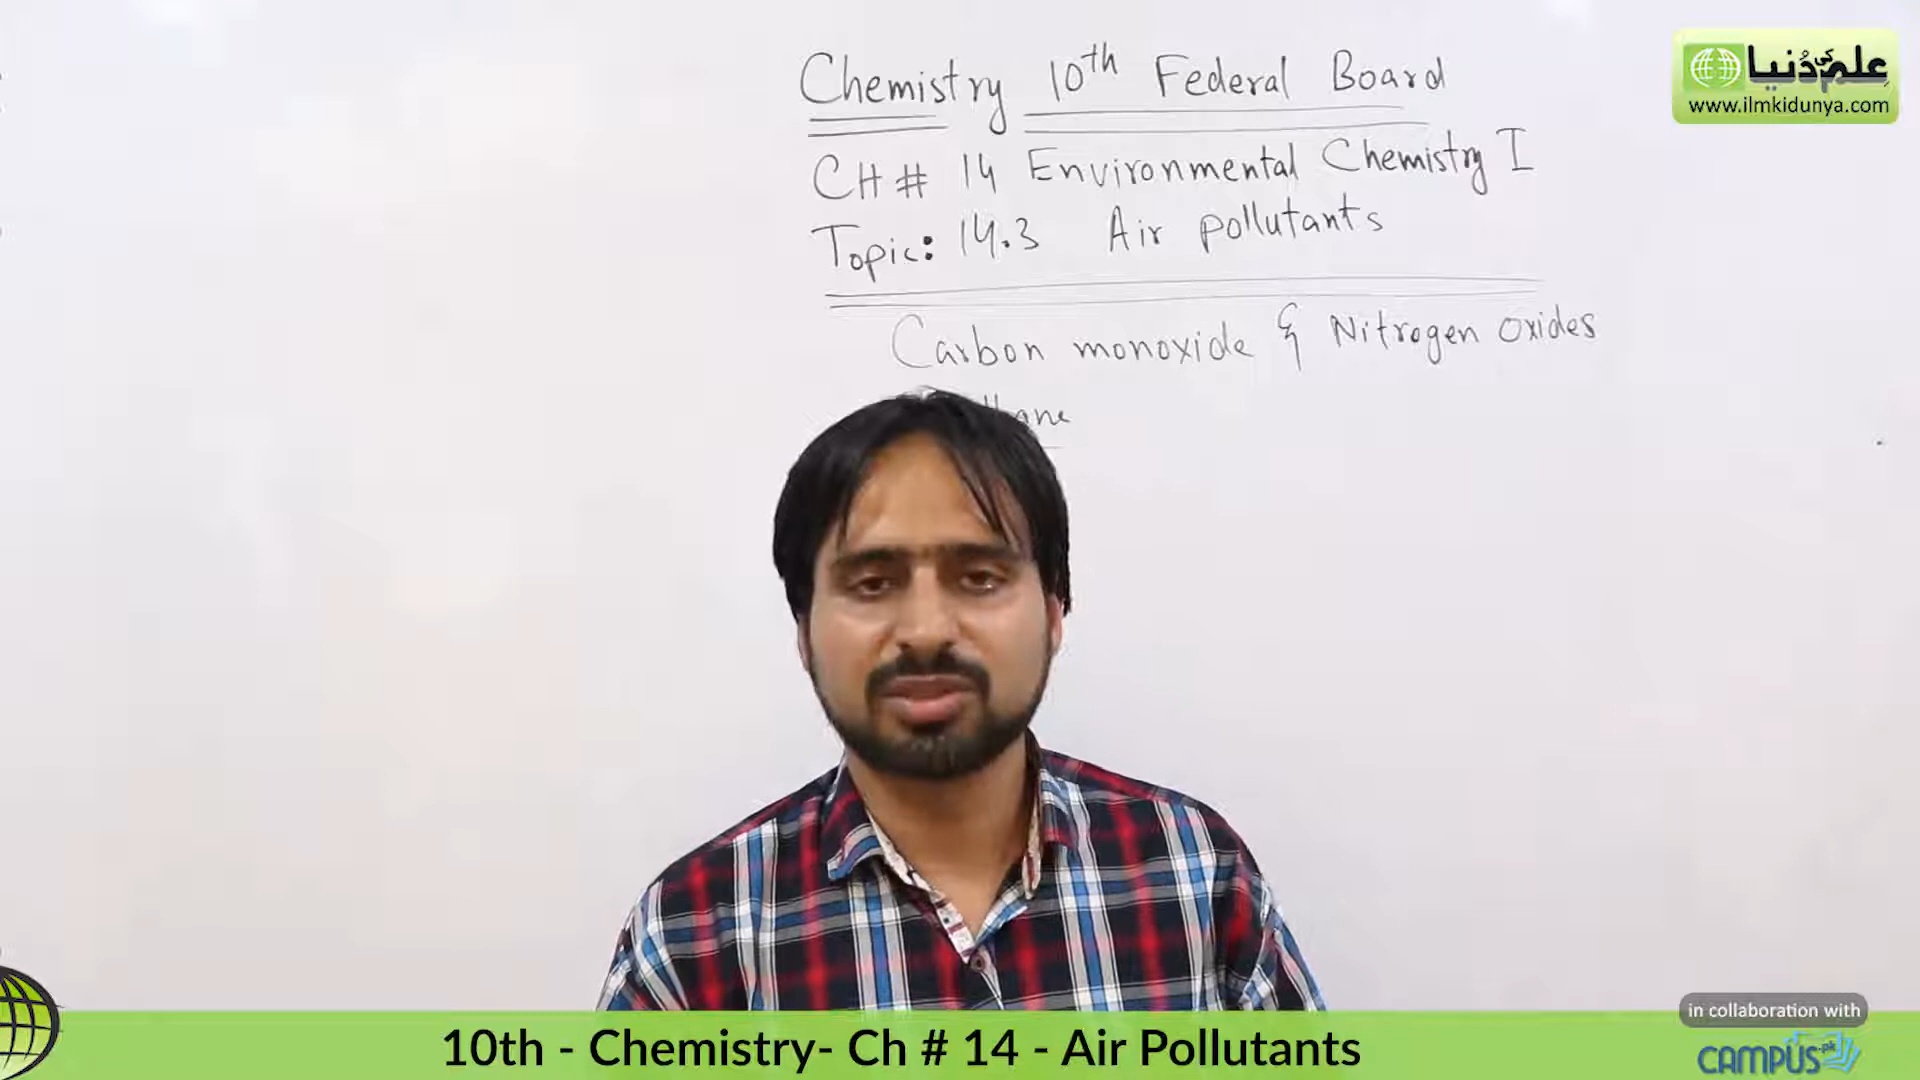 Chemistry 10th Federal Board
CH # 14 Environmental Chemistry I
Topic: 14.3 Air pollutants
Carbon monoxide & Nitrogen Oxides
علم کی دُنیا
www.ilmkidunya.com
10th - Chemistry- Ch # 14 - Air Pollutants
in collaboration with
CAMPUS.pk